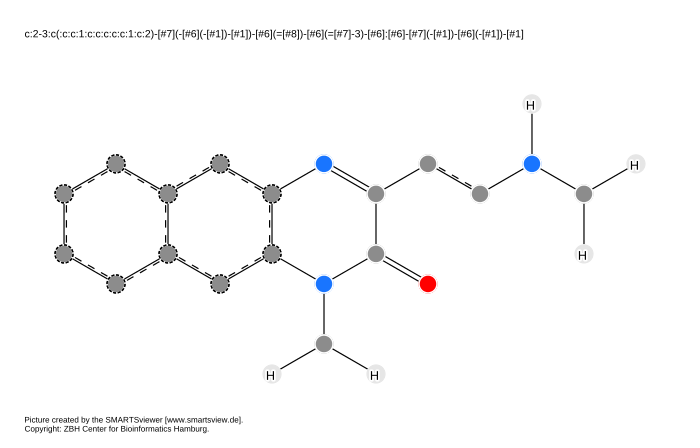 c:2-3:c(:c:c:1:c:c:c:c:c:1:c:2)-[#7](-[#6](-[#1])-[#1])-[#6](=[#8])-[#6](=[#7]-3)-[#6]:[#6]-[#7](-[#1])-[#6](-[#1])-[#1]
H
H
H
H
H
Picture created by the SMARTSviewer [www.smartsview.de].
Copyright: ZBH Center for Bioinformatics Hamburg.